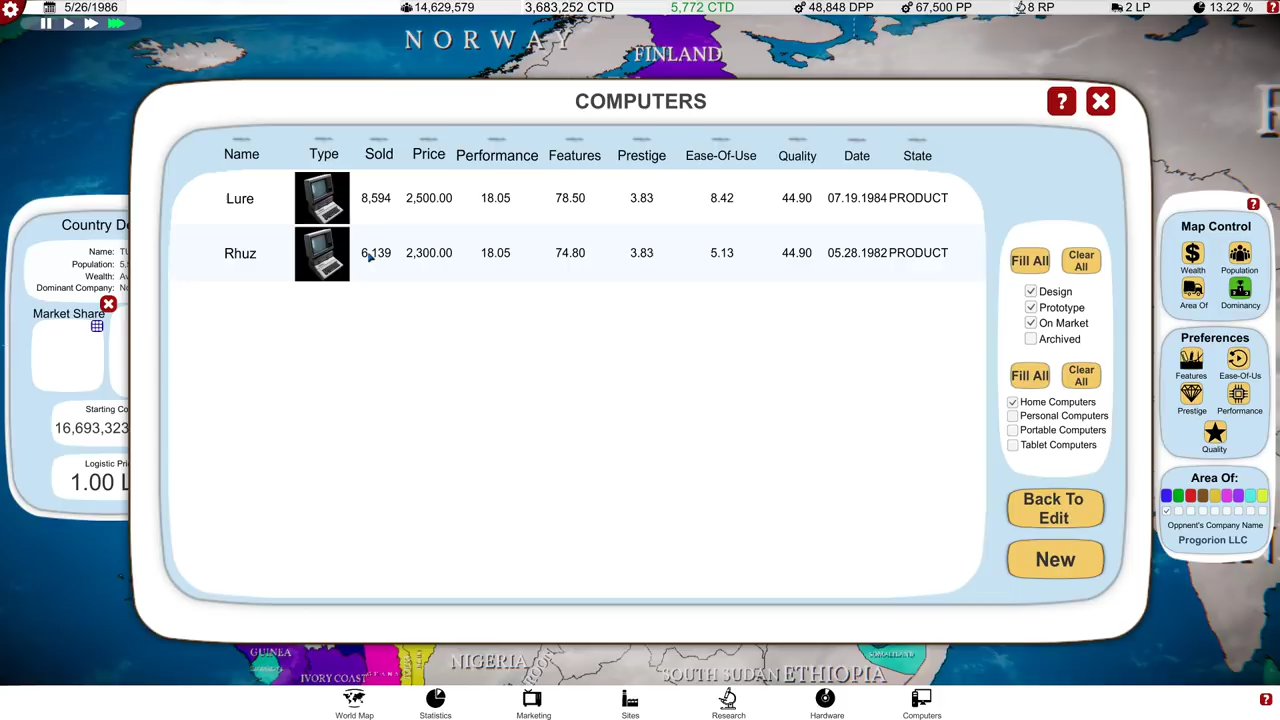 5/26/1986
14,629,579
3,683,252 CTD
5,772 CTD
48,848 DPP
67,500 PP
8 RP
2 LP
13.22 %
?
NORWAY
FINLAND
COMPUTERS
?
Name Type Sold Price Performance Features Prestige Ease-Of-Use Quality Date State
Lure 8,594 2,500.00 18.05 78.50 3.83 8.42 44.90 07.19.1984 PRODUCT
Rhuz 6,139 2,300.00 18.05 74.80 3.83 5.13 44.90 05.28.1982 PRODUCT
Fill All
Clear All
Design
Prototype
On Market
Archived
Fill All
Clear All
Home Computers
Personal Computers
Portable Computers
Tablet Computers
Back To
Edit
New
Country De
Name:
Population: 5,
Wealth:
Dominant Company:
Market Share
Starting Co
16,693,323
Logistic Pri
1.00 L
?
Map Control
Wealth
Population
Area Of
Dominancy
Preferences
Features
Ease-Of-Us
Prestige
Performance
Quality
Area Of:
Oppnent's Company Name
Progorion LLC
GUINEA
IVORY COAST
NIGERIA
SOUTH SUDAN
ETHIOPIA
World Map
Statistics
Marketing
Sites
Research
Hardware
Computers
?